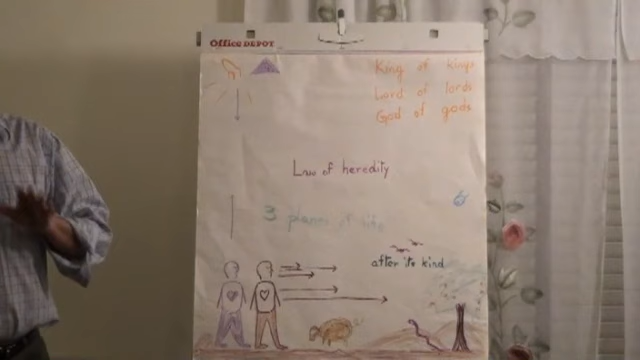 Office DEPOT
King of kings
Lord of lords
God of gods
Law of heredity
3 planes of life
after its kind